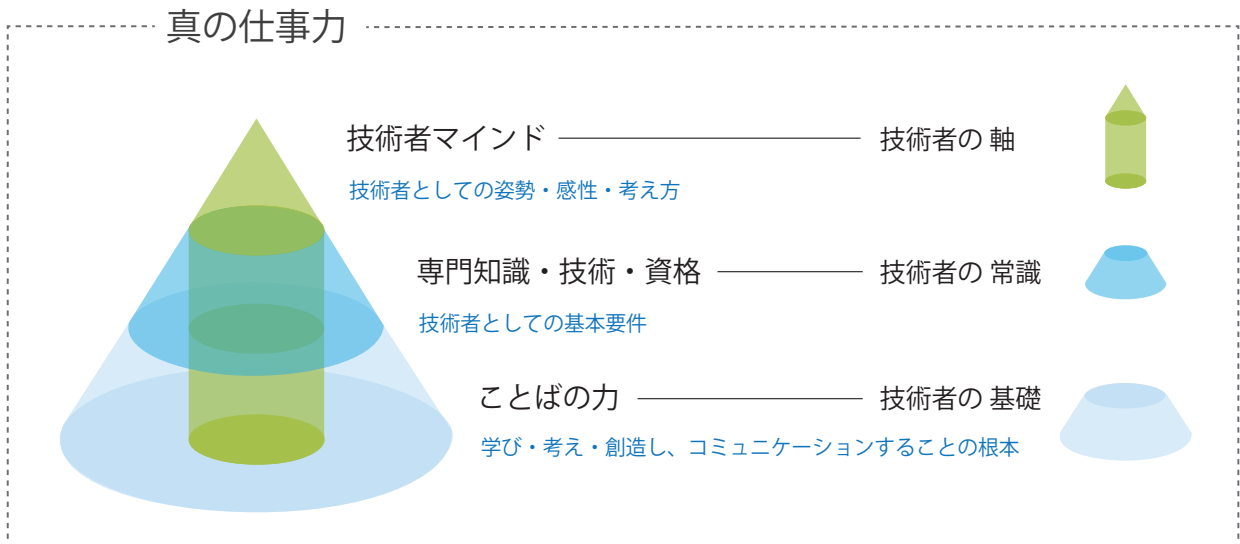 真の仕事力
技術者マインド 技術者の 軸
技術者としての姿勢・感性・考え方
専門知識・技術・資格 技術者の 常識
技術者としての基本要件
ことばの力 技術者の 基礎
学び・考え・創造し、コミュニケーションすることの根本